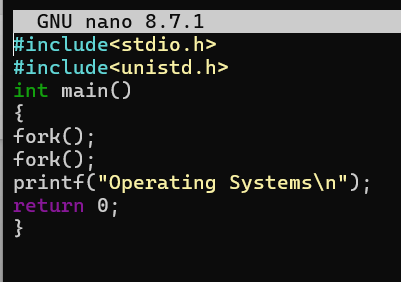 GNU nano 8.7.1
#include<stdio.h>
#include<unistd.h>
int main()
{
fork();
fork();
printf("Operating Systems\n");
return 0;
}